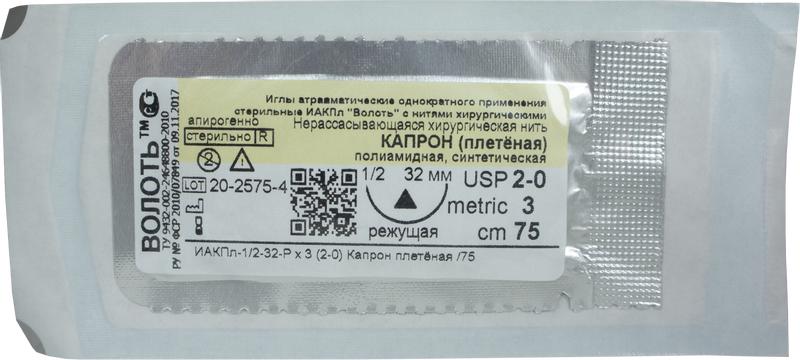 ВОЛОТЬ™
ТУ 9432-002-24648800-2010
РУ № ФСР 2010/07849 от 09.11.2017
Иглы атравматические однократного применения
стерильные ИАКПл "Волоть" с нитями хирургическими
Нерассасывающаяся хирургическая нить
КАПРОН (плетёная)
полиамидная, синтетическая
апирогенно
стерильно R
2
LOT 20-2575-4
1/2 32 мм
режущая
USP 2-0
metric 3
cm 75
ИАКПл-1/2-32-Р x 3 (2-0) Капрон плетёная /75